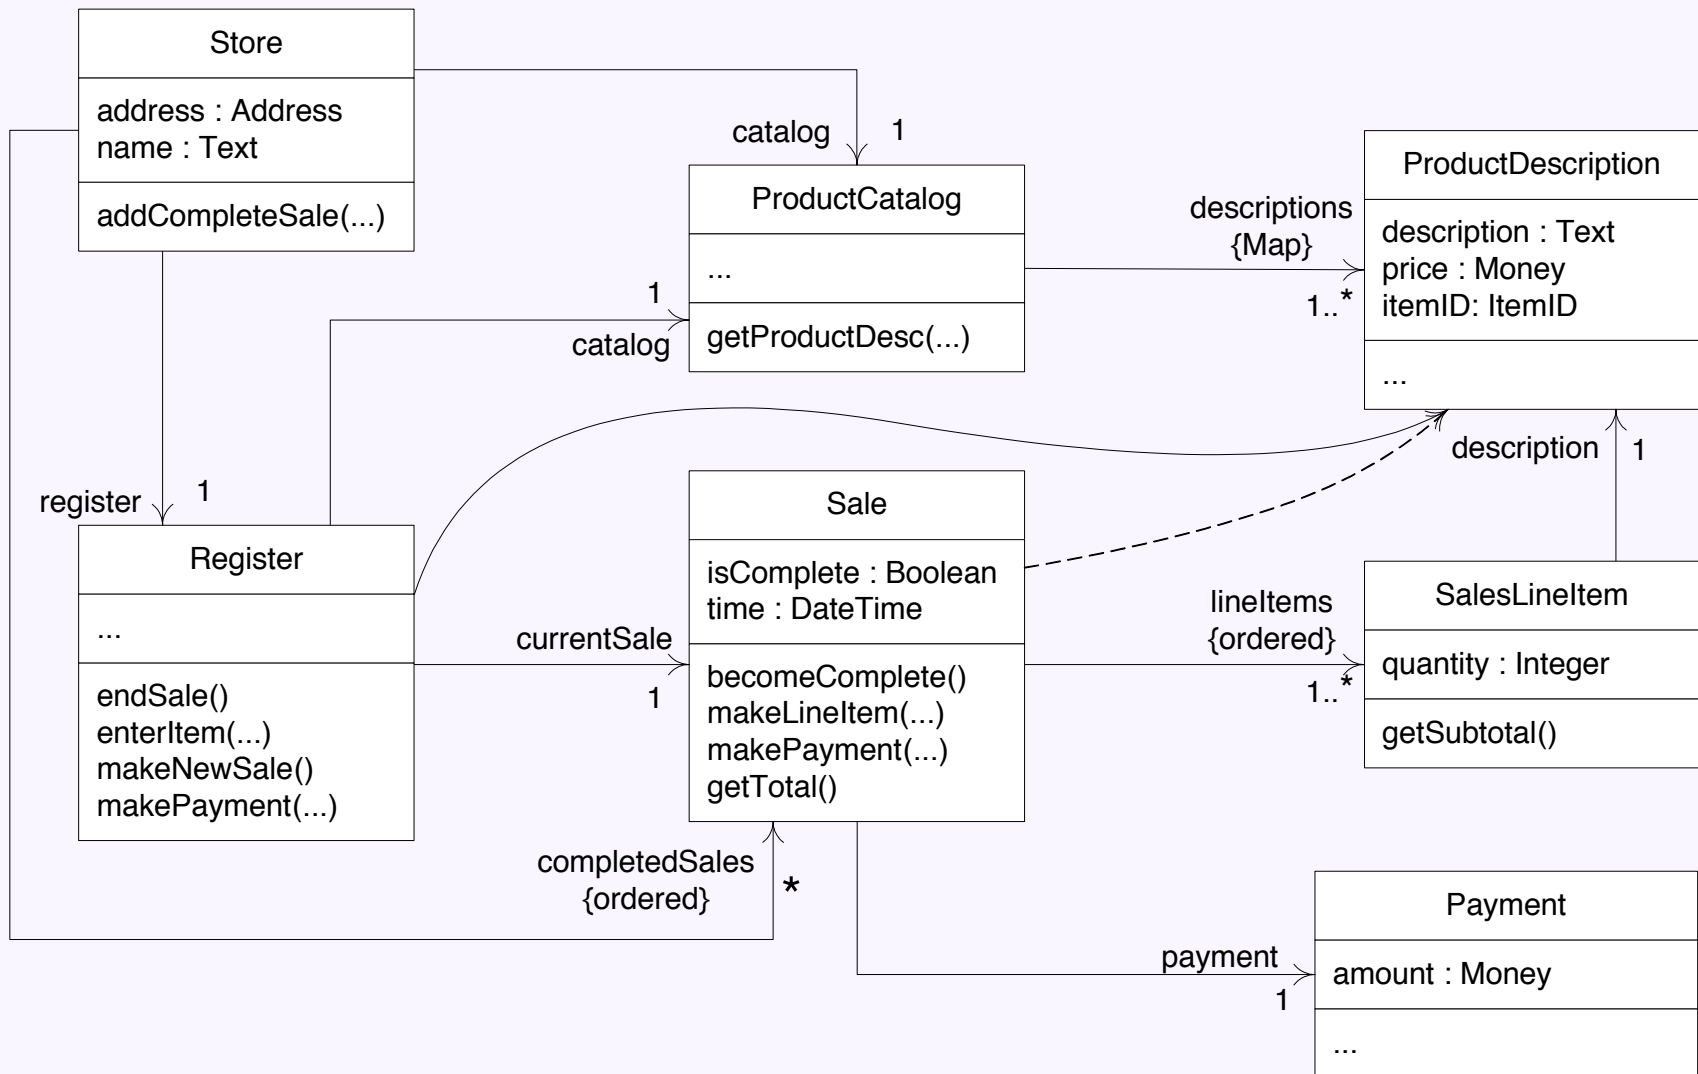 Store
address : Address
name : Text
addCompleteSale(...)
catalog
1
ProductCatalog
...
getProductDesc(...)
descriptions
{Map}
1..*
ProductDescription
description : Text
price : Money
itemID: ItemID
...
1
catalog
description
1
register
1
Register
...
endSale()
enterItem(...)
makeNewSale()
makePayment(...)
currentSale
1
Sale
isComplete : Boolean
time : DateTime
becomeComplete()
makeLineItem(...)
makePayment(...)
getTotal()
lineItems
{ordered}
1..*
SalesLineItem
quantity : Integer
getSubtotal()
completedSales
{ordered}
*
payment
1
Payment
amount : Money
...